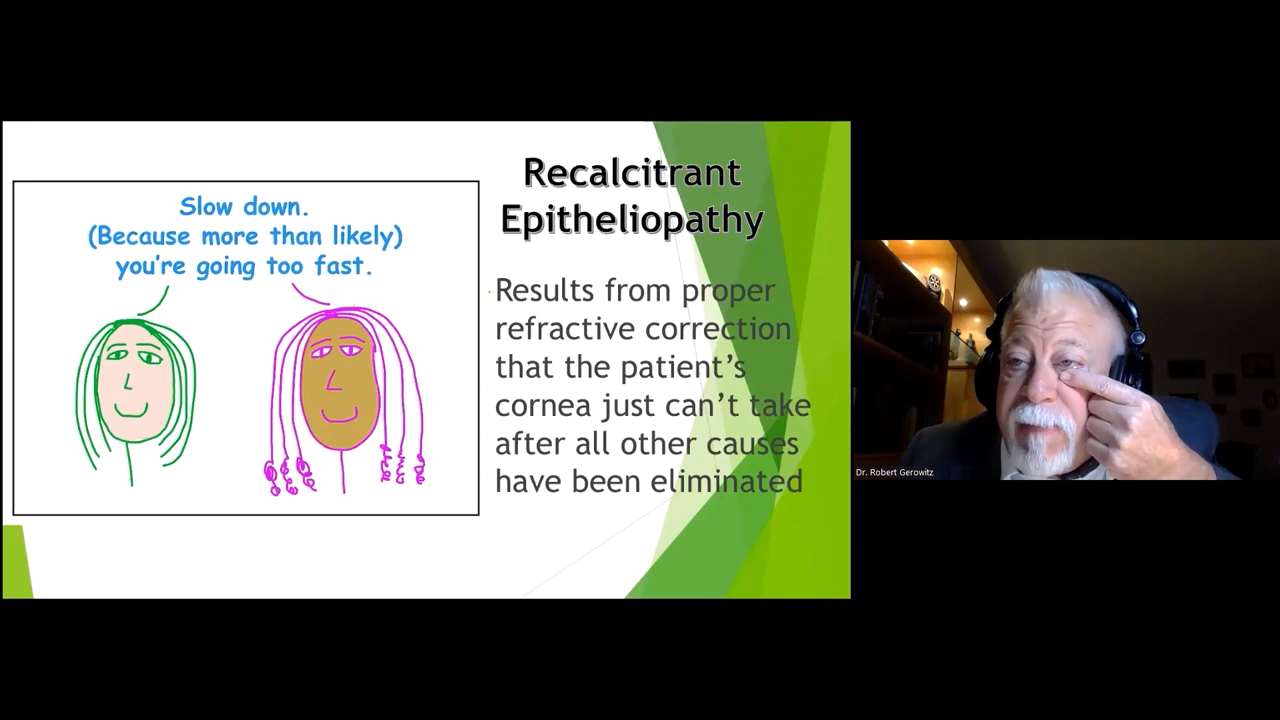 Slow down.
(Because more than likely)
you're going too fast.
Recalcitrant
Epitheliopathy
Results from proper
refractive correction
that the patient's
cornea just can't take
after all other causes
have been eliminated
Dr. Robert Gerowitz